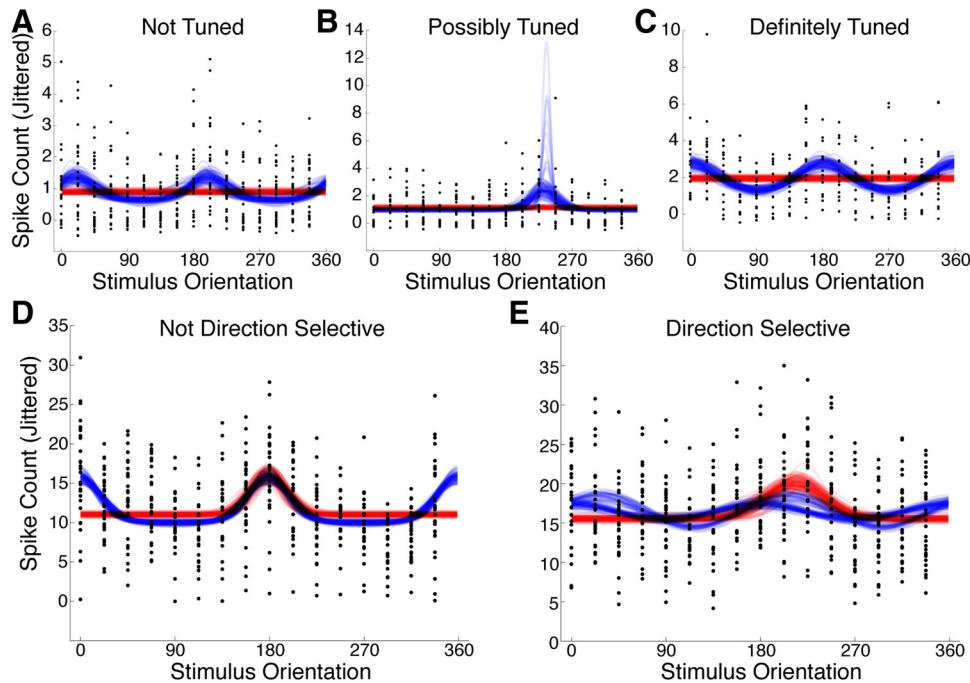 A
Not Tuned
Spike Count (Jittered)
6
5
4
3
2
1
0
0 90 180 270 360
Stimulus Orientation
B
Possibly Tuned
14
12
10
8
6
4
2
0
0 90 180 270 360
Stimulus Orientation
C
Definitely Tuned
10
8
6
4
2
0
0 90 180 270 360
Stimulus Orientation
D
Not Direction Selective
Spike Count (Jittered)
35
30
25
20
15
10
5
0
0 90 180 270 360
Stimulus Orientation
E
Direction Selective
40
35
30
25
20
15
10
5
0
0 90 180 270 360
Stimulus Orientation